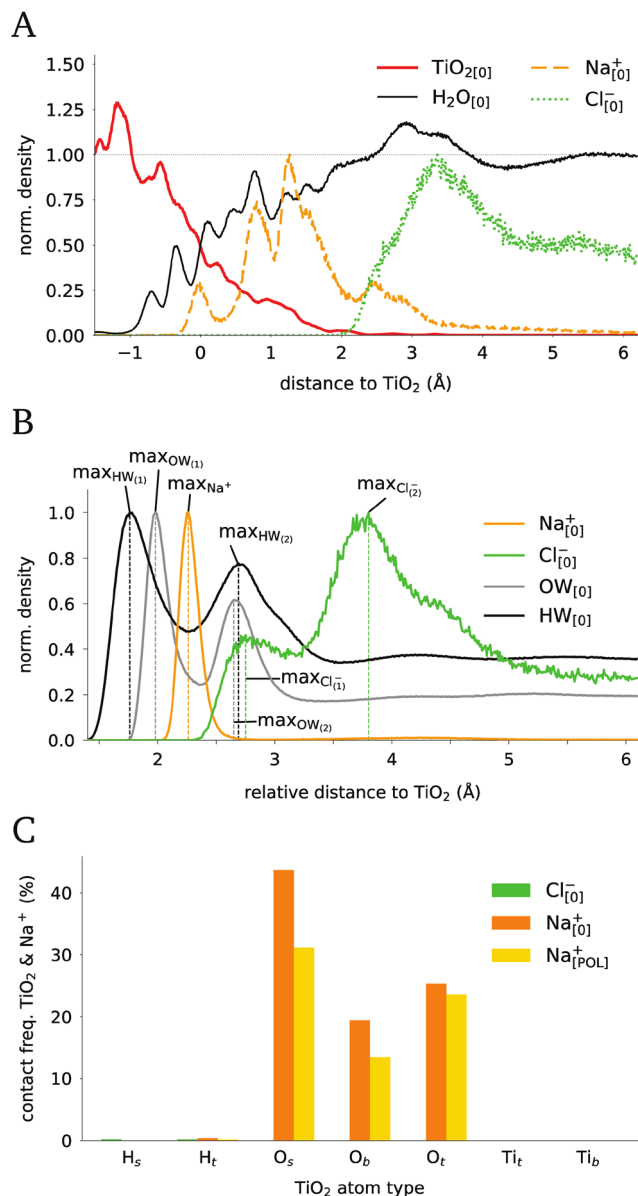 A
1.50
1.25
1.00
0.75
0.50
0.25
0.00
norm. density
TiO2[0]
H2O[0]
Na+[0]
Cl−[0]
−1 0 1 2 3 4 5 6
distance to TiO2 (Å)
B
maxHW(1)
maxOW(1)
maxNa+
maxHW(2)
maxCl−(2)
maxCl−(1)
maxOW(2)
1.0
0.8
0.6
0.4
0.2
0.0
norm. density
Na+[0]
Cl−[0]
OW[0]
HW[0]
2 3 4 5 6
relative distance to TiO2 (Å)
C
40
30
20
10
0
contact freq. TiO2 & Na+ (%)
Cl−[0]
Na+[0]
Na+[POL]
Hs Ht Os Ob Ot Tit Tib
TiO2 atom type